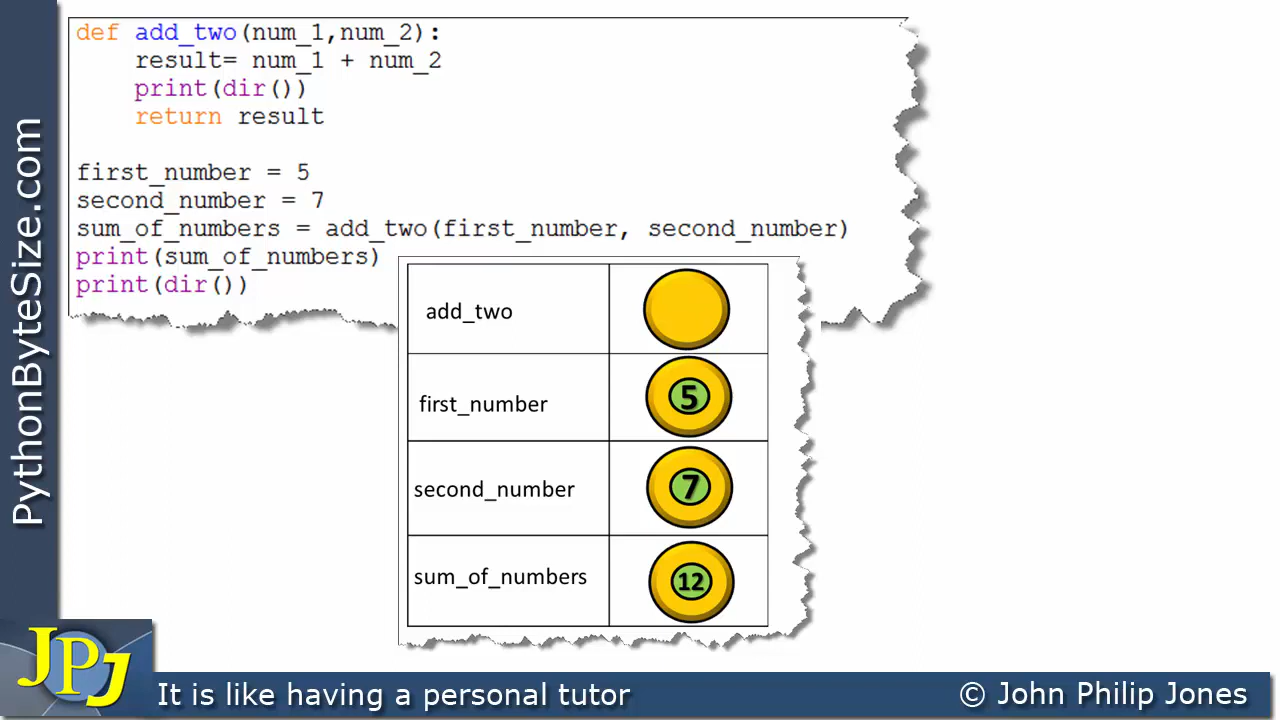 def add_two(num_1,num_2):
    result= num_1 + num_2
    print(dir())
    return result
first_number = 5
second_number = 7
sum_of_numbers = add_two(first_number, second_number)
print(sum_of_numbers)
print(dir())
add_two
first_number 5
second_number 7
sum_of_numbers 12
PythonByteSize.com
JPJ
It is like having a personal tutor
© John Philip Jones